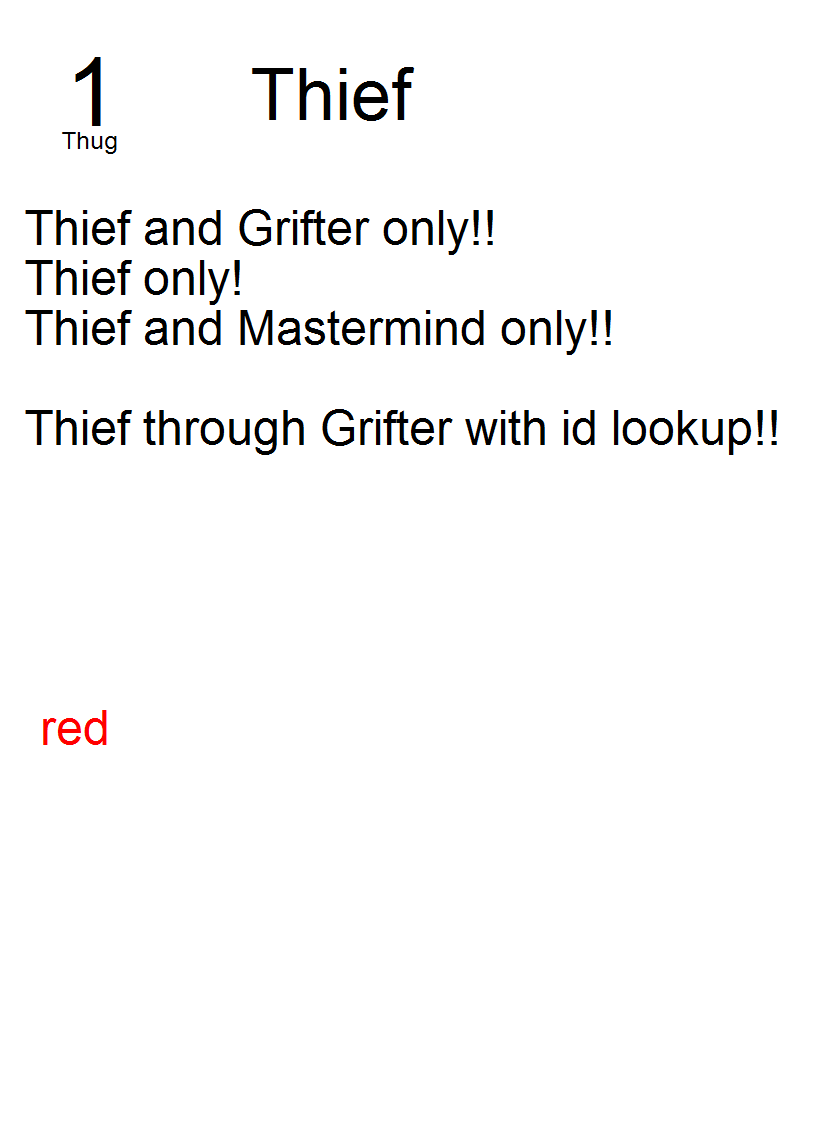 1 Thief
Thug
Thief and Grifter only!!
Thief only!
Thief and Mastermind only!!
Thief through Grifter with id lookup!!
red